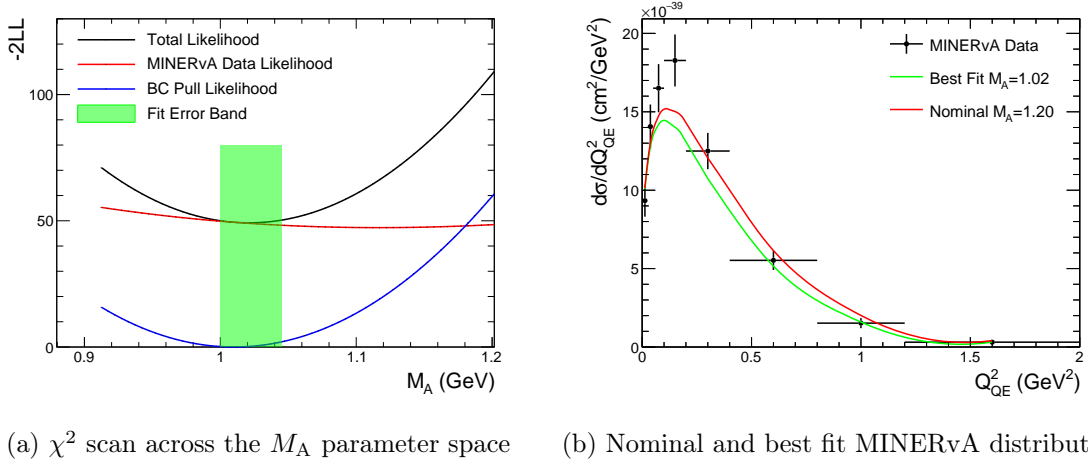 -2LL
Total Likelihood
MINERvA Data Likelihood
BC Pull Likelihood
Fit Error Band
100
50
0
0.9 1 1.1 1.2
M_A (GeV)
×10⁻³⁹
dσ/dQ²_QE (cm²/GeV²)
MINERvA Data
Best Fit M_A=1.02
Nominal M_A=1.20
20
15
10
5
0
0 0.5 1 1.5 2
Q²_QE (GeV²)
(a) χ² scan across the M_A parameter space
(b) Nominal and best fit MINERvA distribut